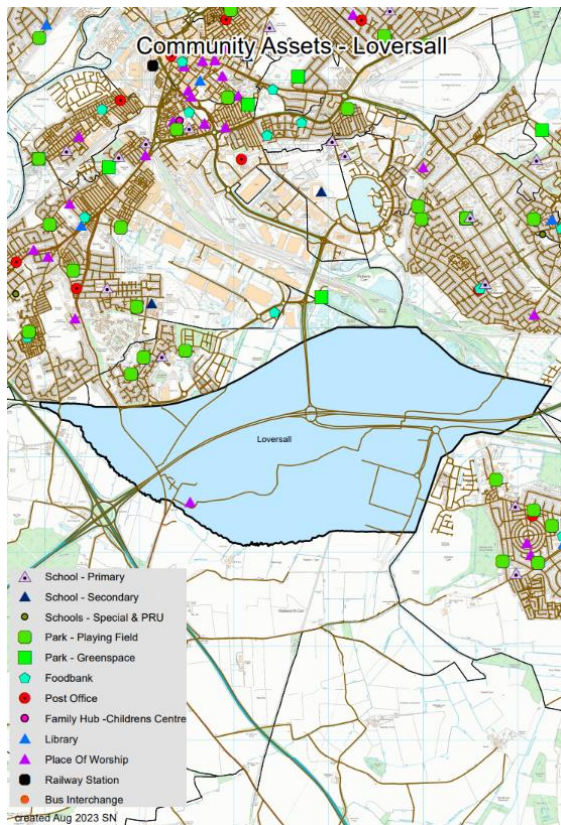 Community Assets - Loversall
Loversall
School - Primary
School - Secondary
Schools - Special & PRU
Park - Playing Field
Park - Greenspace
Foodbank
Post Office
Family Hub -Childrens Centre
Library
Place Of Worship
Railway Station
Bus Interchange
created Aug 2023 SN